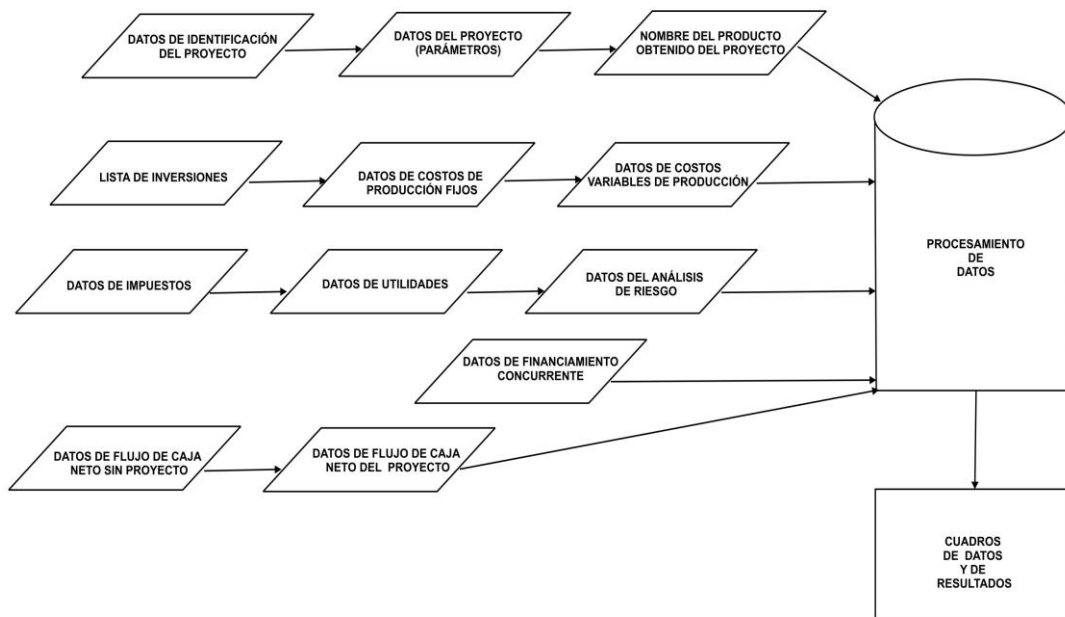 DATOS DE IDENTIFICACIÓN
DEL PROYECTO
DATOS DEL PROYECTO
(PARÁMETROS)
NOMBRE DEL PRODUCTO
OBTENIDO DEL PROYECTO
LISTA DE INVERSIONES
DATOS DE COSTOS DE
PRODUCCIÓN FIJOS
DATOS DE COSTOS
VARIABLES DE PRODUCCIÓN
PROCESAMIENTO
DE
DATOS
DATOS DE IMPUESTOS
DATOS DE UTILIDADES
DATOS DEL ANÁLISIS
DE RIESGO
DATOS DE FINANCIAMIENTO
CONCURRENTE
DATOS DE FLUJO DE CAJA
NETO SIN PROYECTO
DATOS DE FLUJO DE CAJA
NETO DEL PROYECTO
CUADROS
DE DATOS
Y DE
RESULTADOS